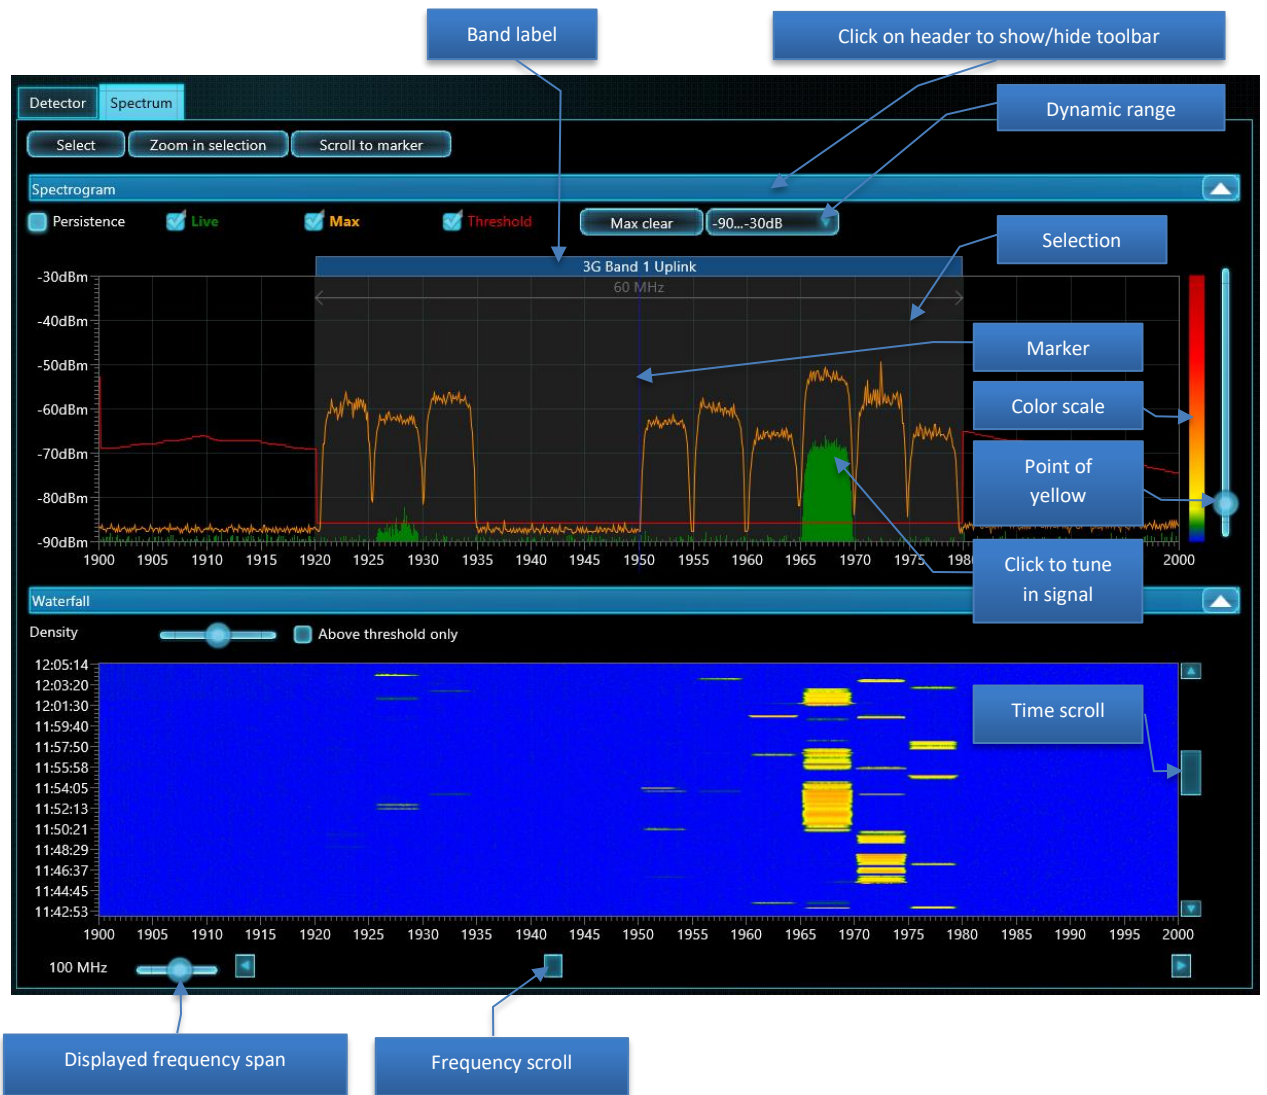 Band label
Click on header to show/hide toolbar
Detector
Spectrum
Dynamic range
Select
Zoom in selection
Scroll to marker
Spectrogram
Persistence
Live
Max
Threshold
Max clear
-90...-30dB
Selection
3G Band 1 Uplink
60 MHz
-30dBm
-40dBm
-50dBm
-60dBm
-70dBm
-80dBm
-90dBm
Marker
Color scale
Point of
yellow
1900 1905 1910 1915 1920 1925 1930 1935 1940 1945 1950 1955 1960 1965 1970 1975 198 2000
Click to tune
in signal
Waterfall
Density
Above threshold only
12:05:14
12:03:20
12:01:30
11:59:40
11:57:50
11:55:58
11:54:05
11:52:13
11:50:21
11:48:29
11:46:37
11:44:45
11:42:53
Time scroll
1900 1905 1910 1915 1920 1925 1930 1935 1940 1945 1950 1955 1960 1965 1970 1975 1980 1985 1990 1995 2000
100 MHz
Displayed frequency span
Frequency scroll